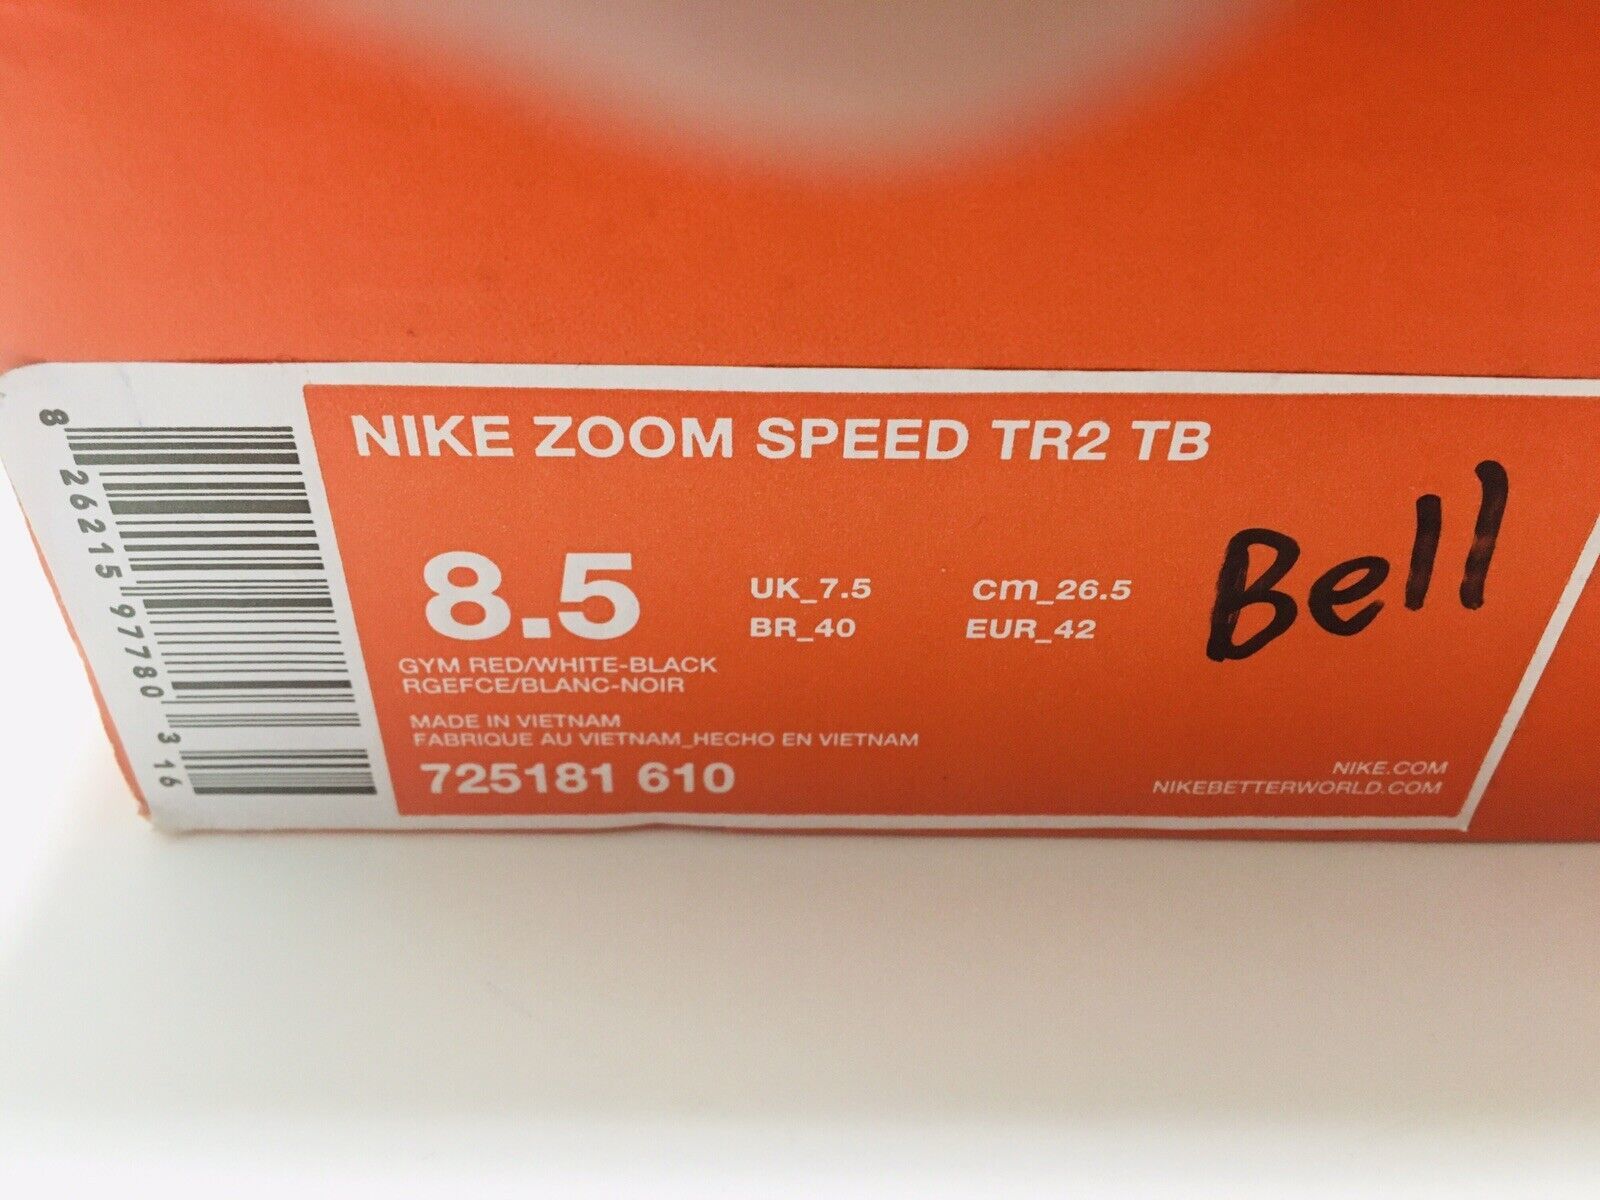 NIKE ZOOM SPEED TR2 TB
8.5
UK_7.5 cm_26.5
BR_40 EUR_42
Bell
GYM RED/WHITE-BLACK
RGEFCE/BLANC-NOIR
MADE IN VIETNAM
FABRIQUE AU VIETNAM_HECHO EN VIETNAM
725181 610
NIKE.COM
NIKEBETTERWORLD.COM
8 26215 97780 3 16